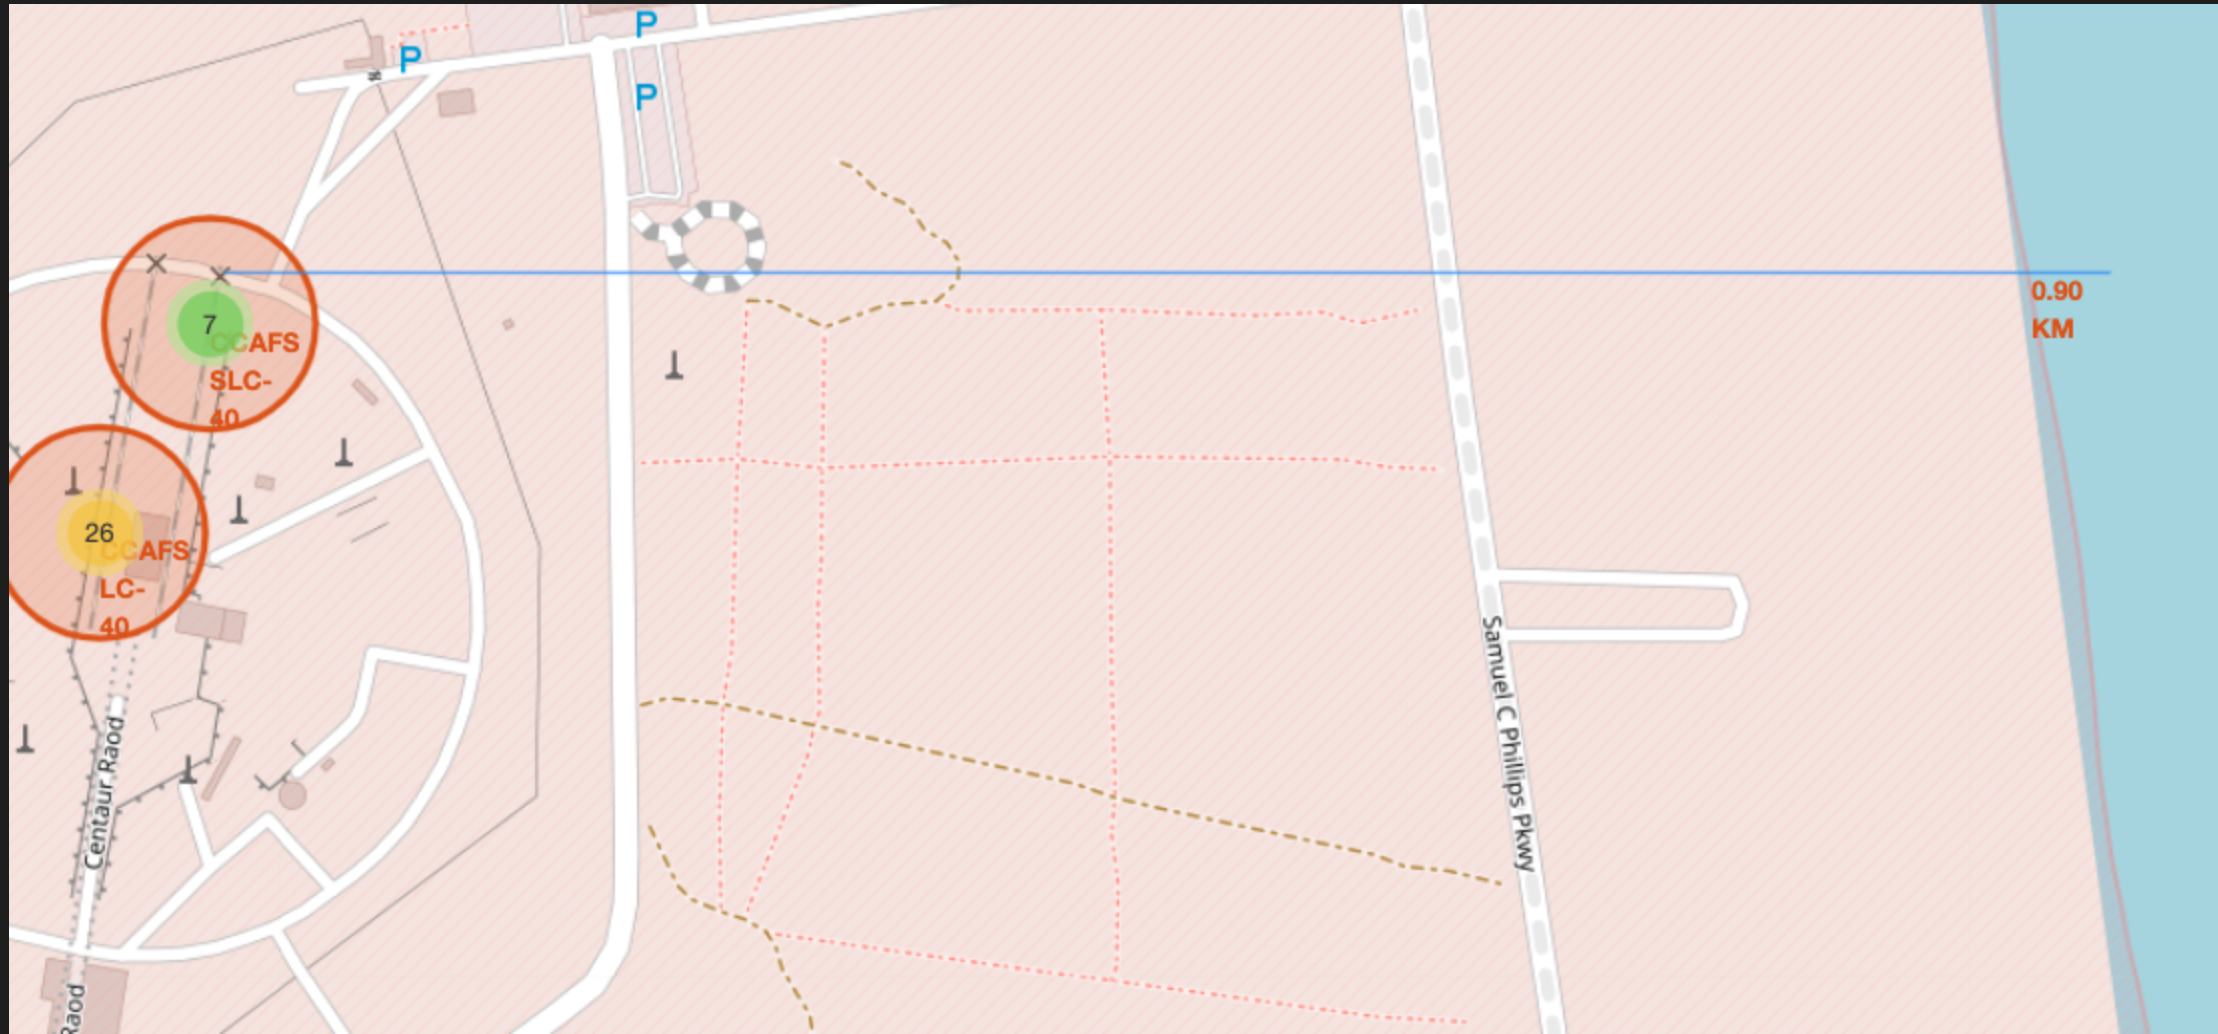 P
P
P
0.90
KM
7
CCAFS
SLC-
40
26
CCAFS
LC-
40
Samuel C Phillips Pkwy
Centaur Raod
Raod